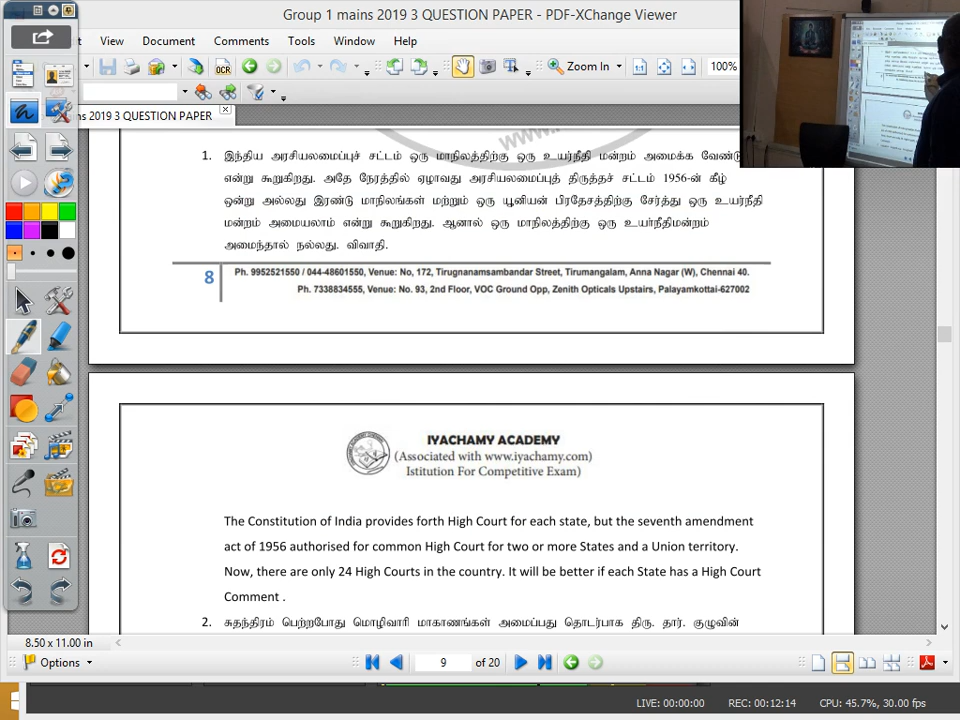 Group 1 mains 2019 3 QUESTION PAPER - PDF-XChange Viewer
View Document Comments Tools Window Help
OCR Zoom In 100%
ns 2019 3 QUESTION PAPER
www.
1. இந்திய அரசியலமைப்புச் சட்டம் ஒரு மாநிலத்திற்கு ஒரு உயர்நீதி மன்றம் அமைக்க வேண்டு
என்று கூறுகிறது. அதே நேரத்தில் ஏழாவது அரசியலமைப்புத் திருத்தச் சட்டம் 1956-ன் கீழ்
ஒன்று அல்லது இரண்டு மாநிலங்கள் மற்றும் ஒரு யூனியன் பிரதேசத்திற்கு சேர்த்து ஒரு உயர்நீதி
மன்றம் அமையலாம் என்று கூறுகிறது. ஆனால் ஒரு மாநிலத்திற்கு ஒரு உயர்நீதிமன்றம்
அமைந்தால் நல்லது. விவாதி.
8
Ph. 9952521550 / 044-48601550, Venue: No, 172, Tirugnanamsambandar Street, Tirumangalam, Anna Nagar (W), Chennai 40.
Ph. 7338834555, Venue: No. 93, 2nd Floor, VOC Ground Opp, Zenith Opticals Upstairs, Palayamkottai-627002
IYACHAMY ACADEMY
(Associated with www.iyachamy.com)
Istitution For Competitive Exam)
The Constitution of India provides forth High Court for each state, but the seventh amendment
act of 1956 authorised for common High Court for two or more States and a Union territory.
Now, there are only 24 High Courts in the country. It will be better if each State has a High Court
Comment .
2. சுதந்திரம் பெற்றபோது மொழிவாரி மாகாணங்கள் அமைப்பது தொடர்பாக திரு. தார். குழுவின்
8.50 x 11.00 in
Options 9 of 20
LIVE: 00:00:00 REC: 00:12:14 CPU: 45.7%, 30.00 fps